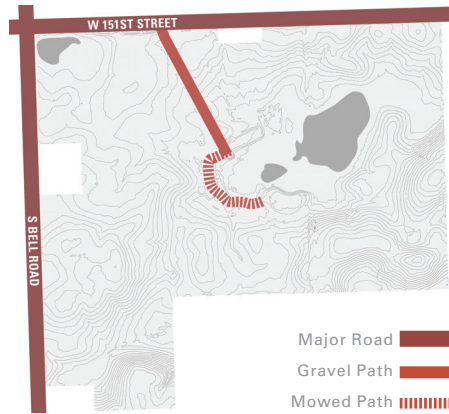 W 151ST STREET
S BELL ROAD
Major Road
Gravel Path
Mowed Path